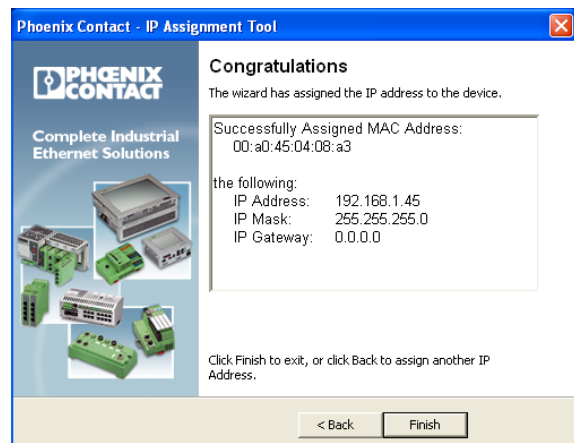 Phoenix Contact - IP Assignment Tool
PHŒNIX
CONTACT
Complete Industrial
Ethernet Solutions
Congratulations
The wizard has assigned the IP address to the device.
Successfully Assigned MAC Address:
00:a0:45:04:08:a3
the following:
IP Address: 192.168.1.45
IP Mask: 255.255.255.0
IP Gateway: 0.0.0.0
Click Finish to exit, or click Back to assign another IP
Address.
< Back Finish